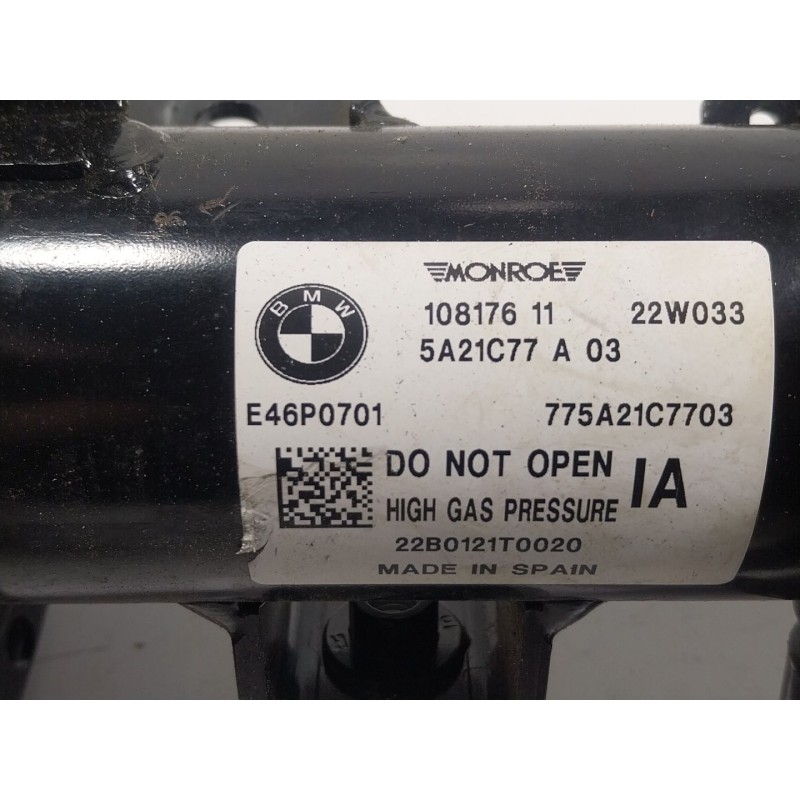 MONROE
BMW
108176 11 22W033
5A21C77 A 03
E46P0701 775A21C7703
DO NOT OPEN IA
HIGH GAS PRESSURE
22B0121T0020
MADE IN SPAIN